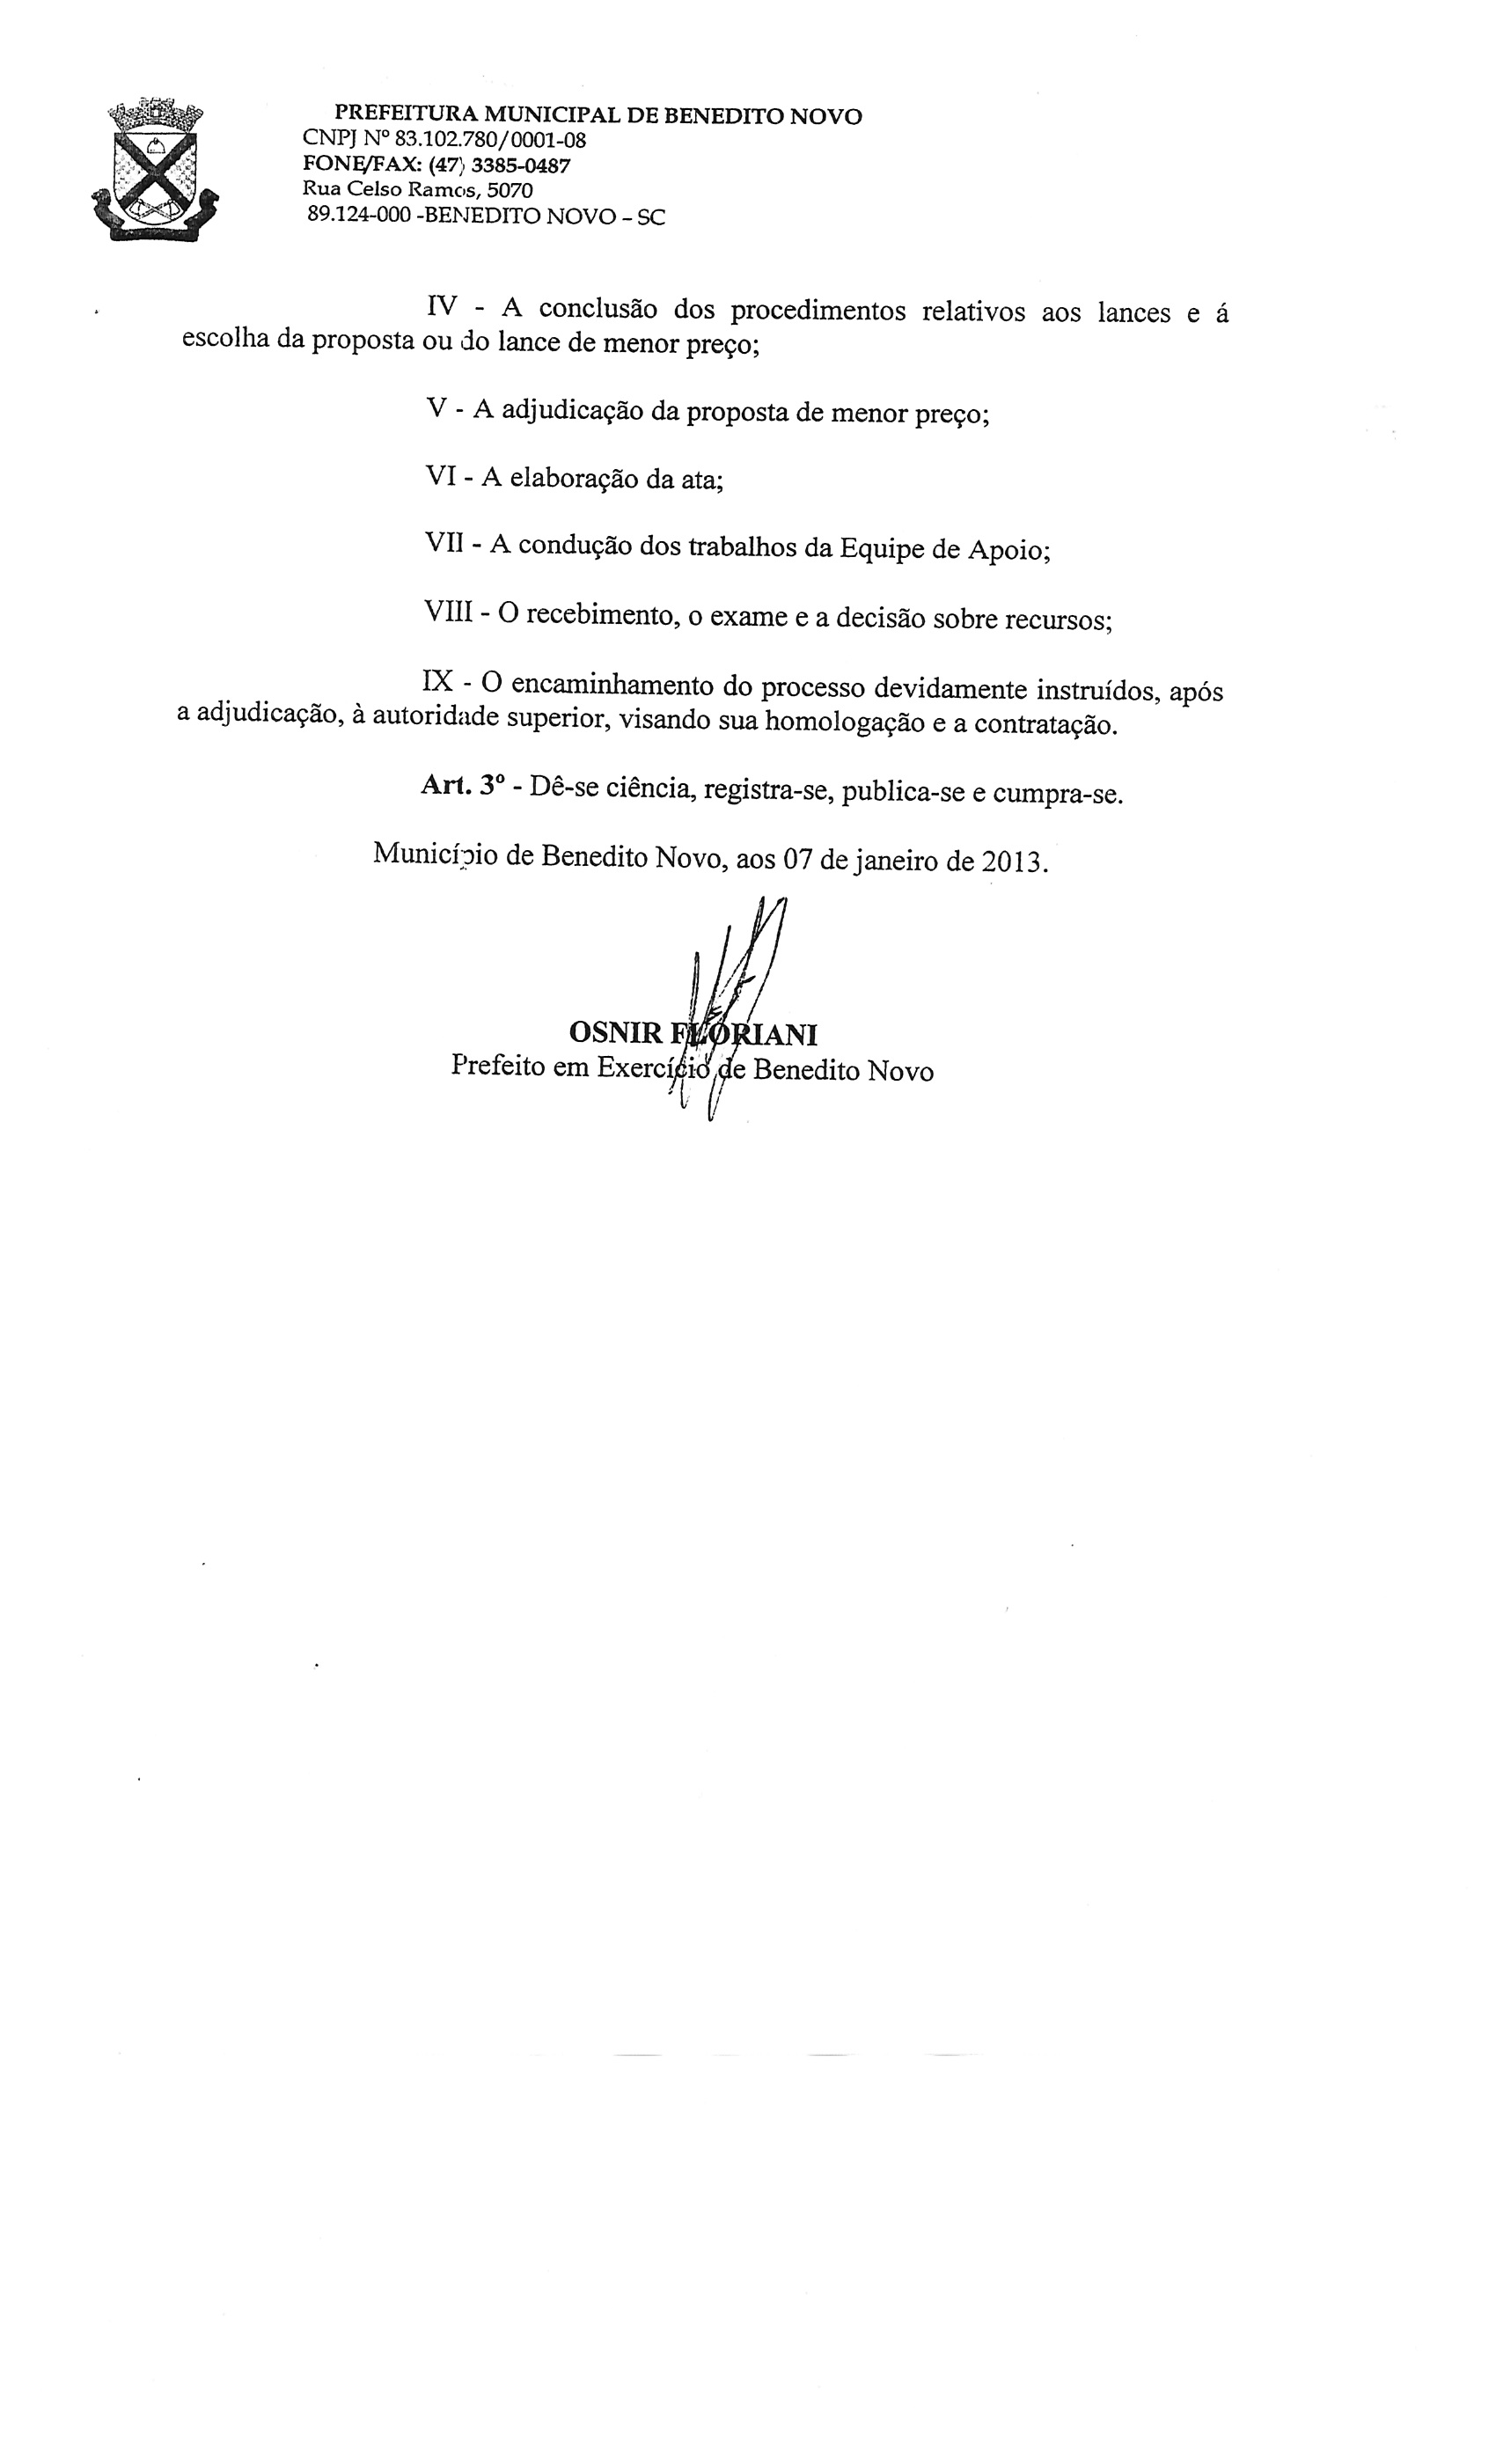 PREFEITURA MUNICIPAL DE BENEDITO NOVO
CNPJ Nº 83.102.780/0001-08
FONE/FAX: (47) 3385-0487
Rua Celso Ramos, 5070
89.124-000 -BENEDITO NOVO – SC
IV - A conclusão dos procedimentos relativos aos lances e á
escolha da proposta ou do lance de menor preço;
V - A adjudicação da proposta de menor preço;
VI - A elaboração da ata;
VII - A condução dos trabalhos da Equipe de Apoio;
VIII - O recebimento, o exame e a decisão sobre recursos;
IX - O encaminhamento do processo devidamente instruídos, após
a adjudicação, à autoridade superior, visando sua homologação e a contratação.
Art. 3º - Dê-se ciência, registra-se, publica-se e cumpra-se.
Município de Benedito Novo, aos 07 de janeiro de 2013.
OSNIR FLORIANI
Prefeito em Exercício de Benedito Novo